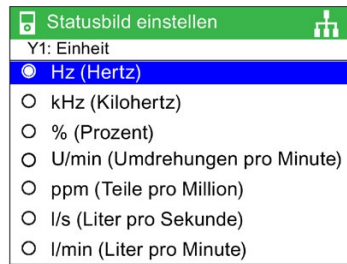 Statusbild einstellen
Y1: Einheit
Hz (Hertz)
kHz (Kilohertz)
% (Prozent)
U/min (Umdrehungen pro Minute)
ppm (Teile pro Million)
l/s (Liter pro Sekunde)
l/min (Liter pro Minute)